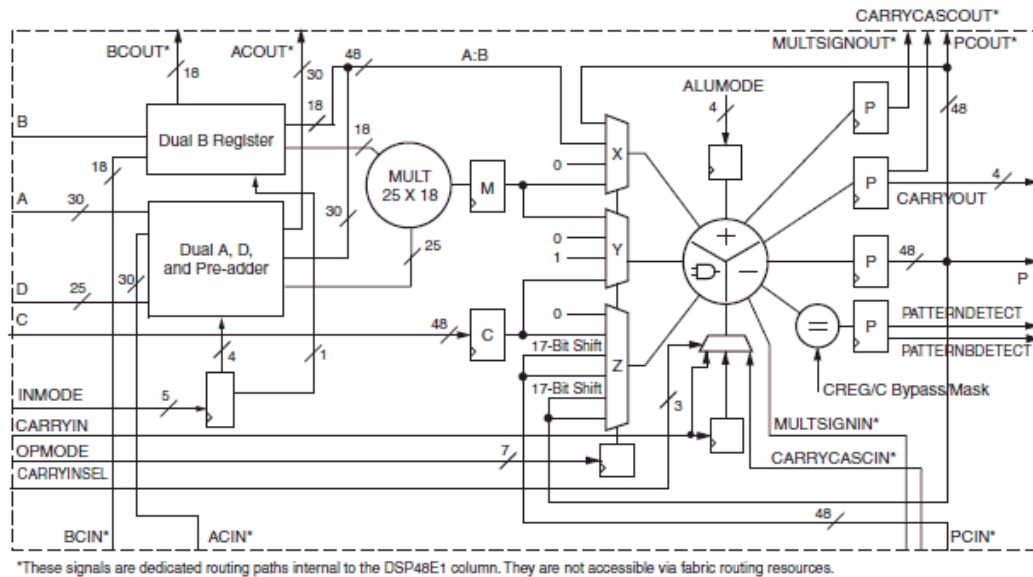 CARRYCASCOUT*
BCOUT* ACOUT* MULTSIGNOUT* PCOUT*
48 A:B
18 30
ALUMODE
4
48
18
B Dual B Register
18
P
18
MULT
25 X 18
X
0
M
A 30
30
P 4
CARRYOUT
Dual A, D,
and Pre-adder
25
0
Y
1
+
−
P 48
P
30
D 25
C 48 C
0
17-Bit Shift
Z
=
P PATTERNDETECT
PATTERNBDETECT
4 1
17-Bit Shift
CREG/C Bypass/Mask
INMODE 5
3
CARRYIN
MULTSIGNIN*
OPMODE 7
CARRYCASCIN*
CARRYINSEL
48
BCIN* ACIN* PCIN*
*These signals are dedicated routing paths internal to the DSP48E1 column. They are not accessible via fabric routing resources.